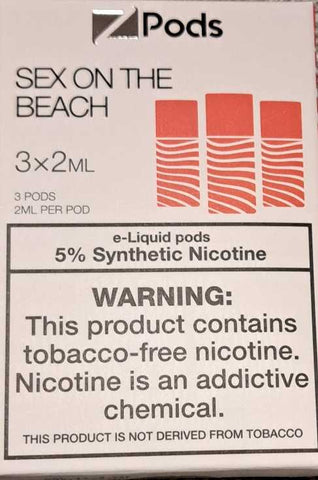 Z Pods
SEX ON THE
BEACH
3×2ML
3 PODS
2ML PER POD
e-Liquid pods
5% Synthetic Nicotine
WARNING:
This product contains
tobacco-free nicotine.
Nicotine is an addictive
chemical.
THIS PRODUCT IS NOT DERIVED FROM TOBACCO